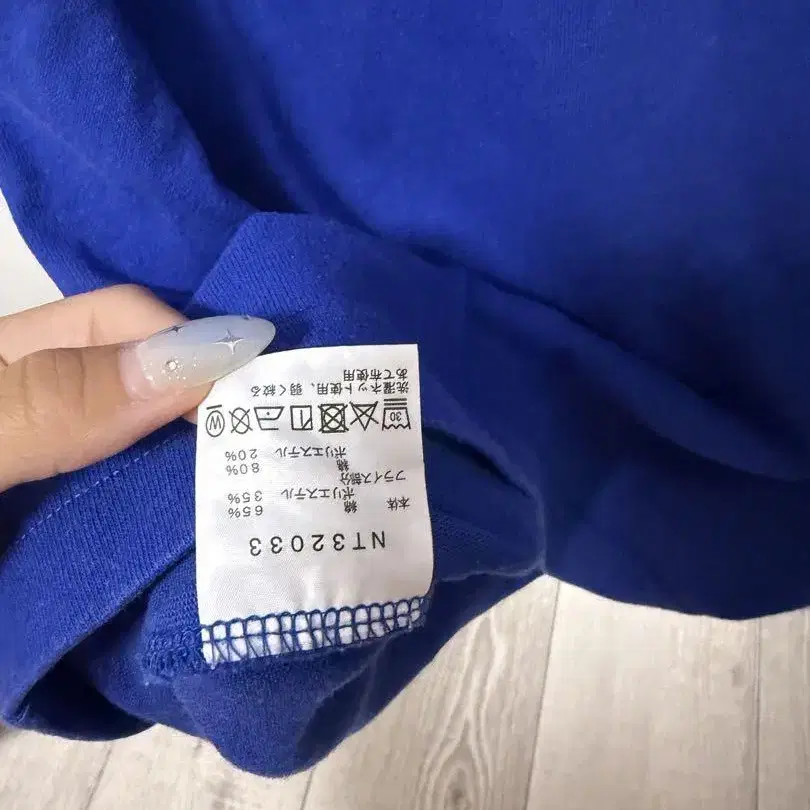 NT32033
本体
綿 65%
ポリエステル 35%
フライス部分
綿 80%
ポリエステル 20%
30 W
洗濯ネット使用、弱く絞る
あて布使用